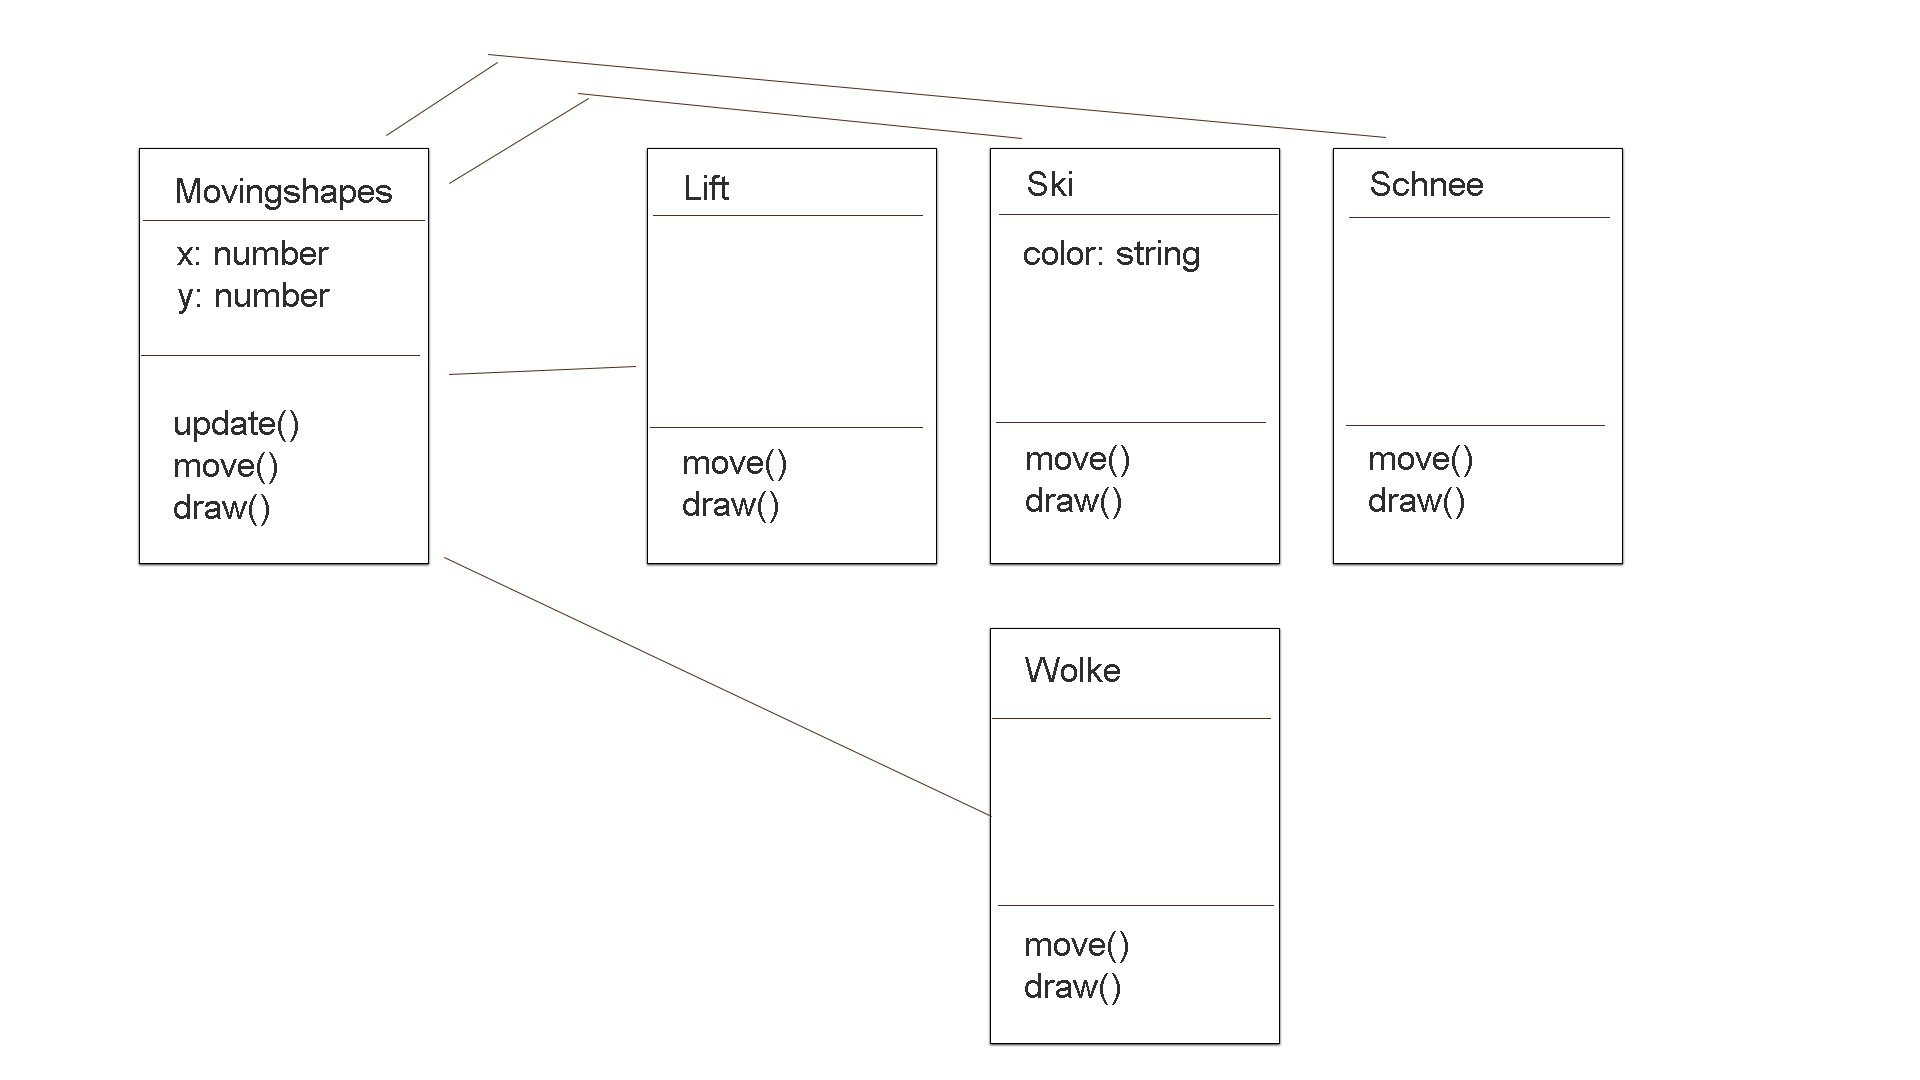 Movingshapes
x: number
y: number
update()
move()
draw()
Lift
move()
draw()
Ski
color: string
move()
draw()
Schnee
move()
draw()
Wolke
move()
draw()